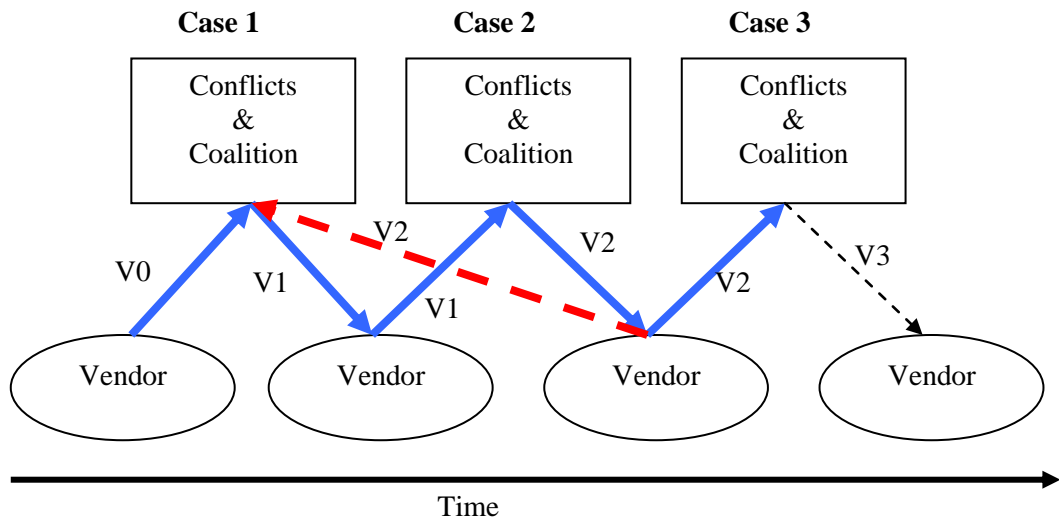 Case 1
Case 2
Case 3
Conflicts
&
Coalition
Conflicts
&
Coalition
Conflicts
&
Coalition
V0
V1
V2
V1
V2
V2
V3
Vendor
Vendor
Vendor
Vendor
Time